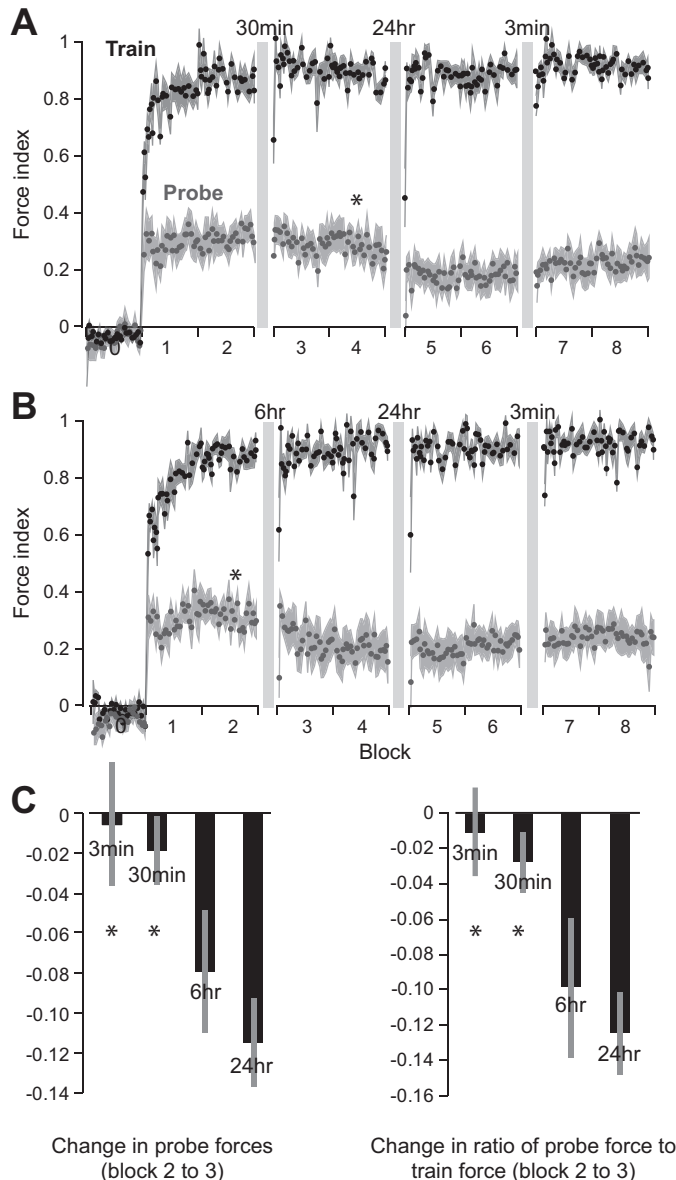 A
30min
24hr
3min
Train
Probe
*
Force index
1
0.8
0.6
0.4
0.2
0
0 1 2 3 4 5 6 7 8
B
6hr
24hr
3min
*
Force index
1
0.8
0.6
0.4
0.2
0
0 1 2 3 4 5 6 7 8
Block
C
0
-0.02
-0.04
-0.06
-0.08
-0.10
-0.12
-0.14
3min
30min
* *
6hr
24hr
Change in probe forces
(block 2 to 3)
0
-0.02
-0.04
-0.06
-0.08
-0.10
-0.12
-0.14
-0.16
3min
30min
* *
6hr
24hr
Change in ratio of probe force to
train force (block 2 to 3)